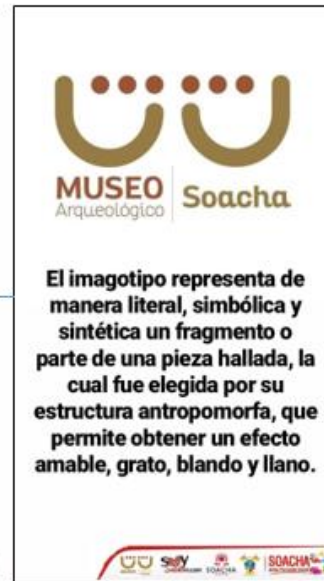 MUSEO
Arqueológico
Soacha
El imagotipo representa de
manera literal, simbólica y
sintética un fragmento o
parte de una pieza hallada, la
cual fue elegida por su
estructura antropomorfa, que
permite obtener un efecto
amable, grato, blando y llano.
SOACHA
SOACHA